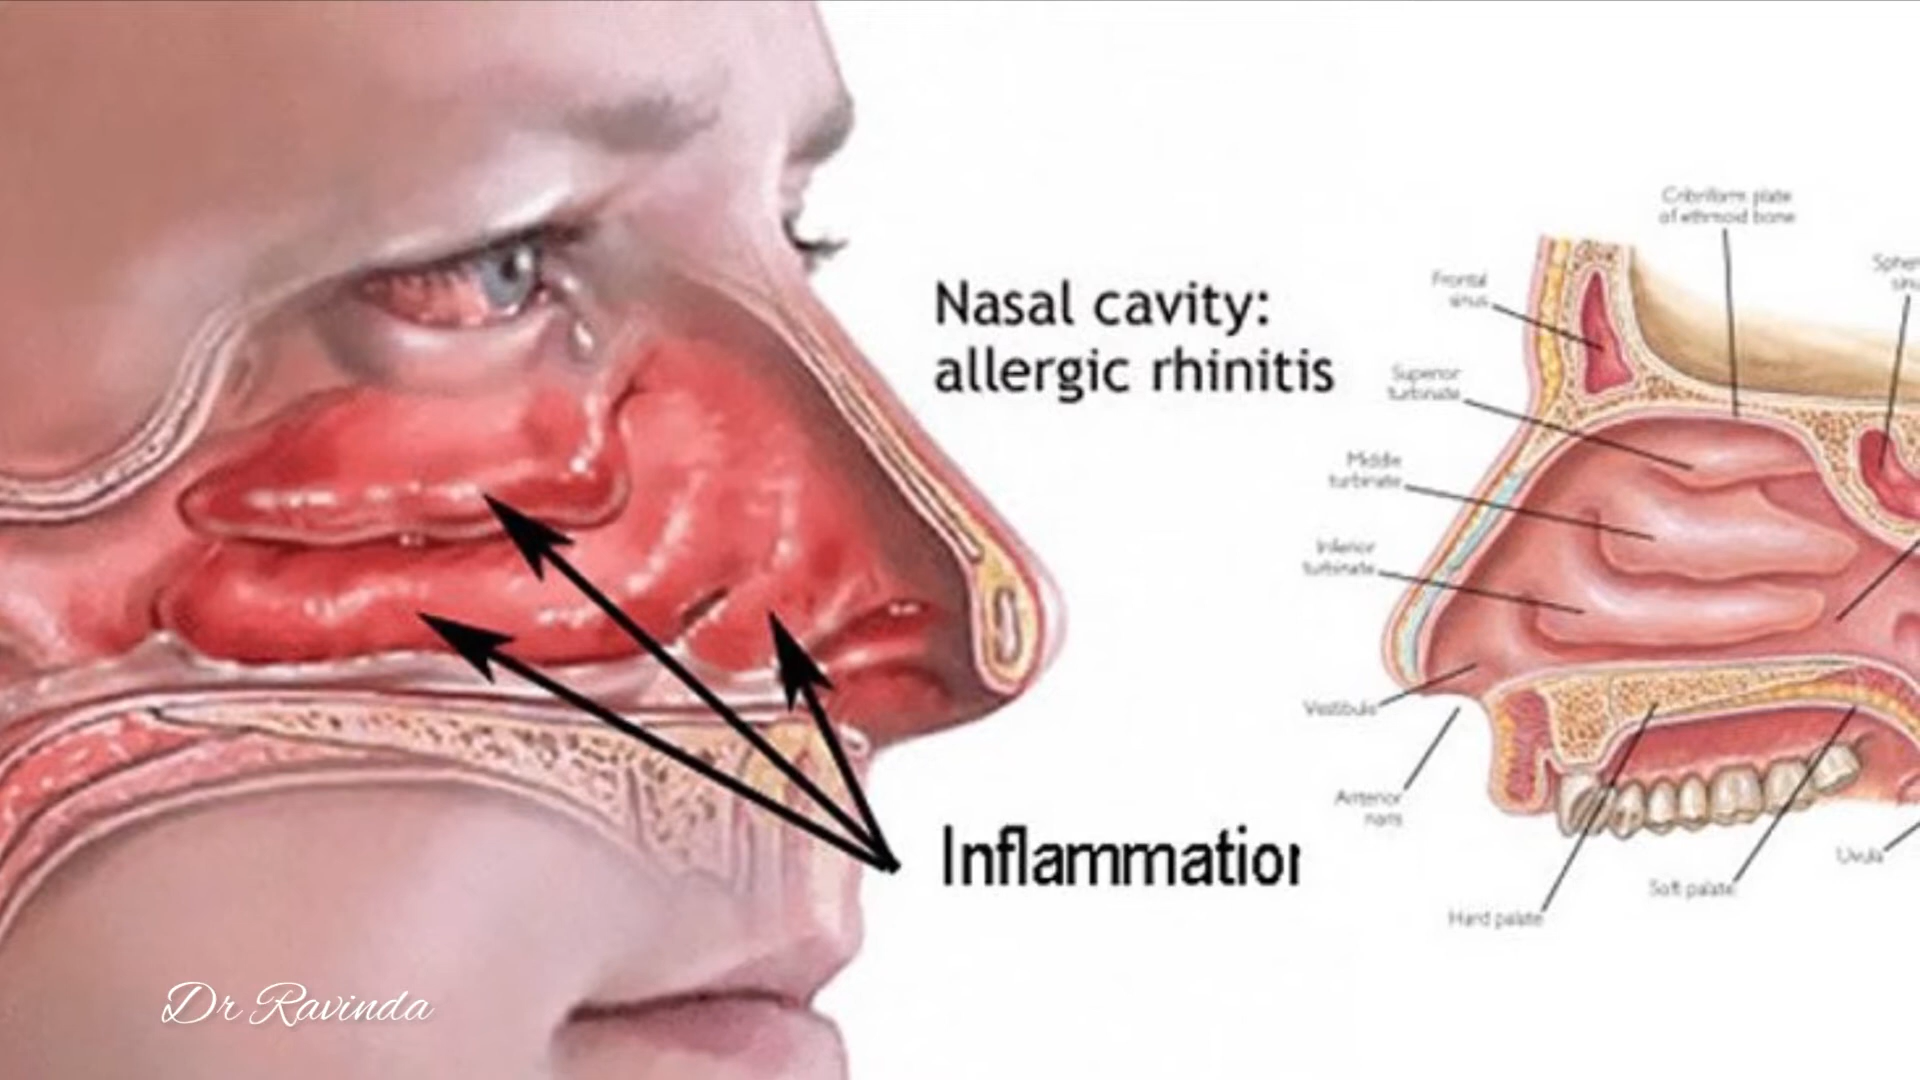 Nasal cavity:
allergic rhinitis
Inflammation
Cribriform plate
of ethmoid bone
Frontal
sinus
Superior
turbinate
Middle
turbinate
Inferior
turbinate
Vestibule
Anterior
naris
Hard palate
Soft palate
Uvula
Dr Ravinda